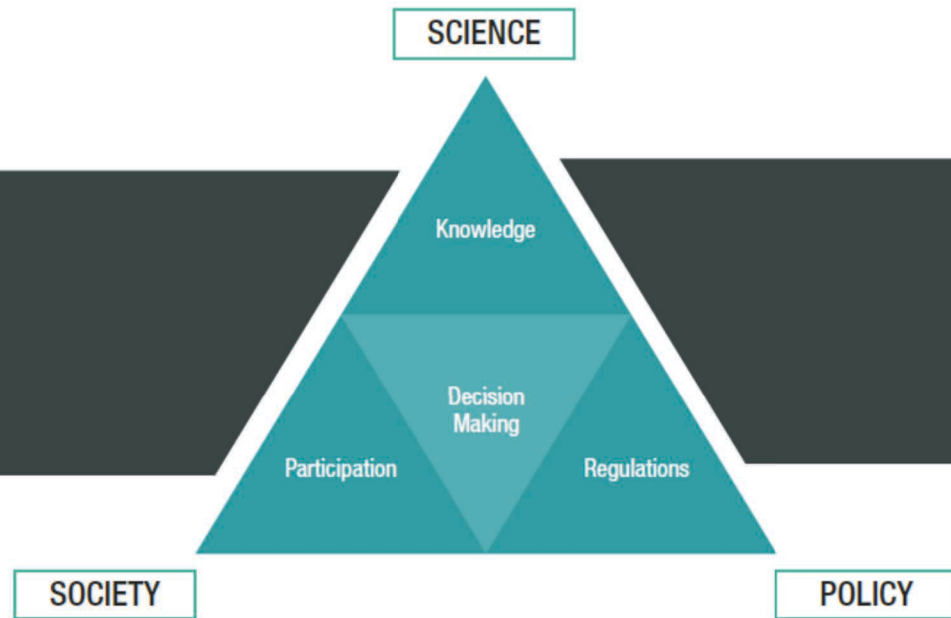 SCIENCE
Knowledge
Decision
Making
Participation
Regulations
SOCIETY
POLICY